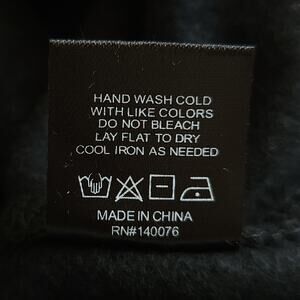 HAND WASH COLD
WITH LIKE COLORS
DO NOT BLEACH
LAY FLAT TO DRY
COOL IRON AS NEEDED
MADE IN CHINA
RN#140076